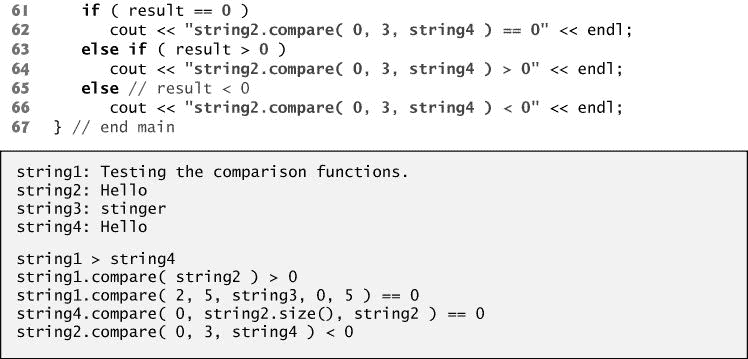 61 if ( result == 0 )
62 cout << "string2.compare( 0, 3, string4 ) == 0" << endl;
63 else if ( result > 0 )
64 cout << "string2.compare( 0, 3, string4 ) > 0" << endl;
65 else // result < 0
66 cout << "string2.compare( 0, 3, string4 ) < 0" << endl;
67 } // end main
string1: Testing the comparison functions.
string2: Hello
string3: stinger
string4: Hello
string1 > string4
string1.compare( string2 ) > 0
string1.compare( 2, 5, string3, 0, 5 ) == 0
string4.compare( 0, string2.size(), string2 ) == 0
string2.compare( 0, 3, string4 ) < 0